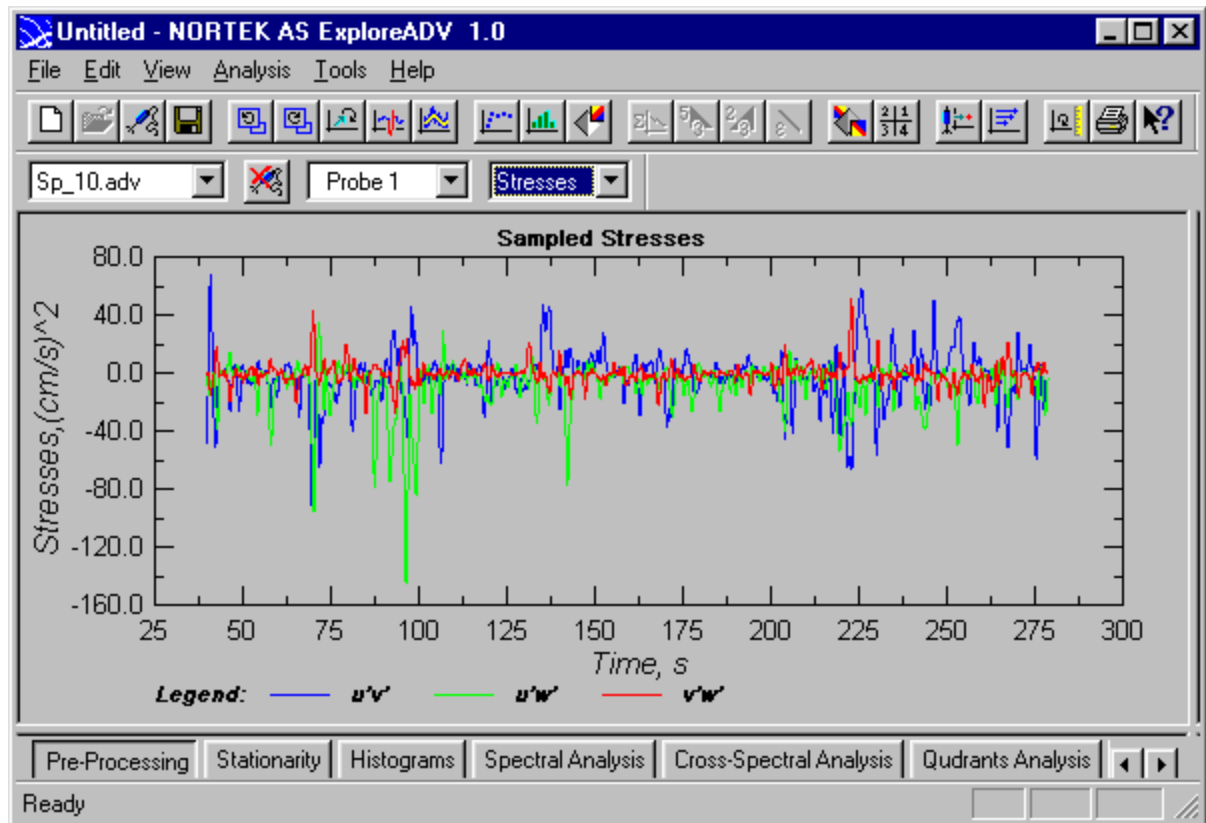 Untitled - NORTEK AS ExploreADV 1.0
File Edit View Analysis Tools Help
Sp_10.adv Probe 1 Stresses
Sampled Stresses
Stresses,(cm/s)^2
80.0
40.0
0.0
-40.0
-80.0
-120.0
-160.0
25 50 75 100 125 150 175 200 225 250 275 300
Time, s
Legend: u'v' u'w' v'w'
Pre-Processing Stationarity Histograms Spectral Analysis Cross-Spectral Analysis Qudrants Analysis
Ready